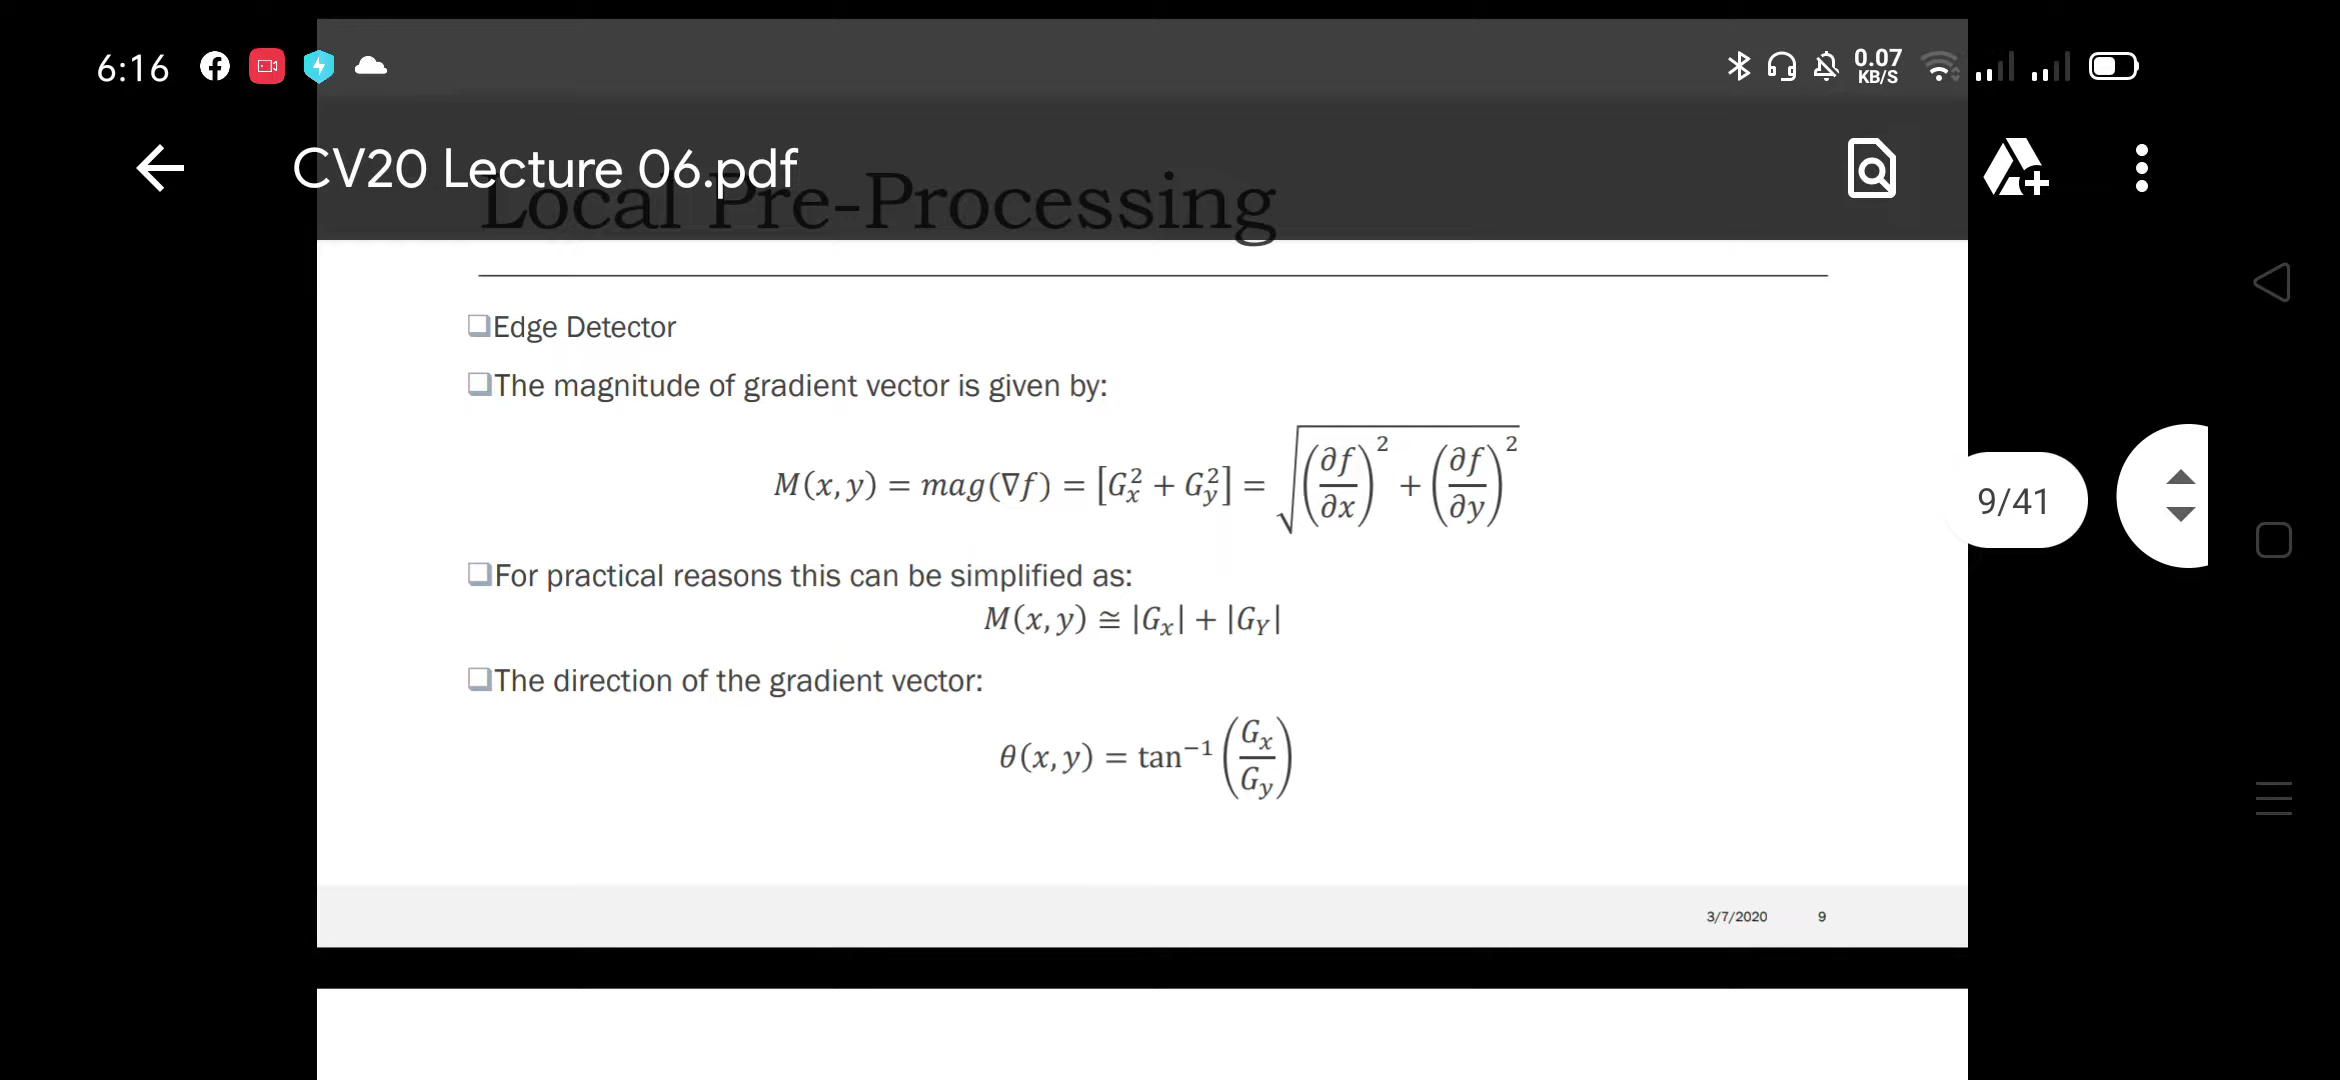 6:16
0.07
KB/S
CV20 Lecture 06.pdf
Local Pre-Processing
❑Edge Detector
❑The magnitude of gradient vector is given by:
M(x, y) = mag(∇f) = [G_x^2 + G_y^2] = √((∂f/∂x)^2 + (∂f/∂y)^2)
❑For practical reasons this can be simplified as:
M(x, y) ≅ |G_x| + |G_Y|
❑The direction of the gradient vector:
θ(x, y) = tan^−1 (G_x/G_y)
9/41
3/7/2020 9